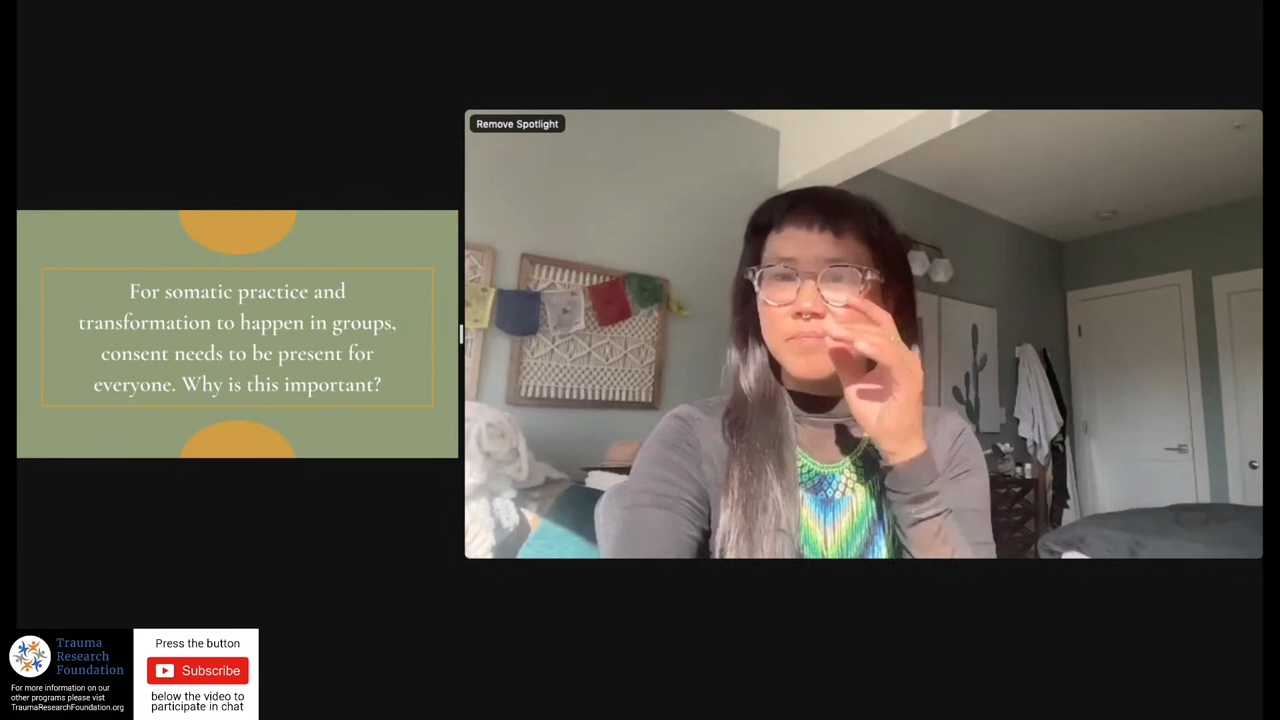 Remove Spotlight
For somatic practice and
transformation to happen in groups,
consent needs to be present for
everyone. Why is this important?
Trauma
Research
Foundation
For more information on our
other programs please visit
TraumaResearchFoundation.org
Press the button
Subscribe
below the video to
participate in chat